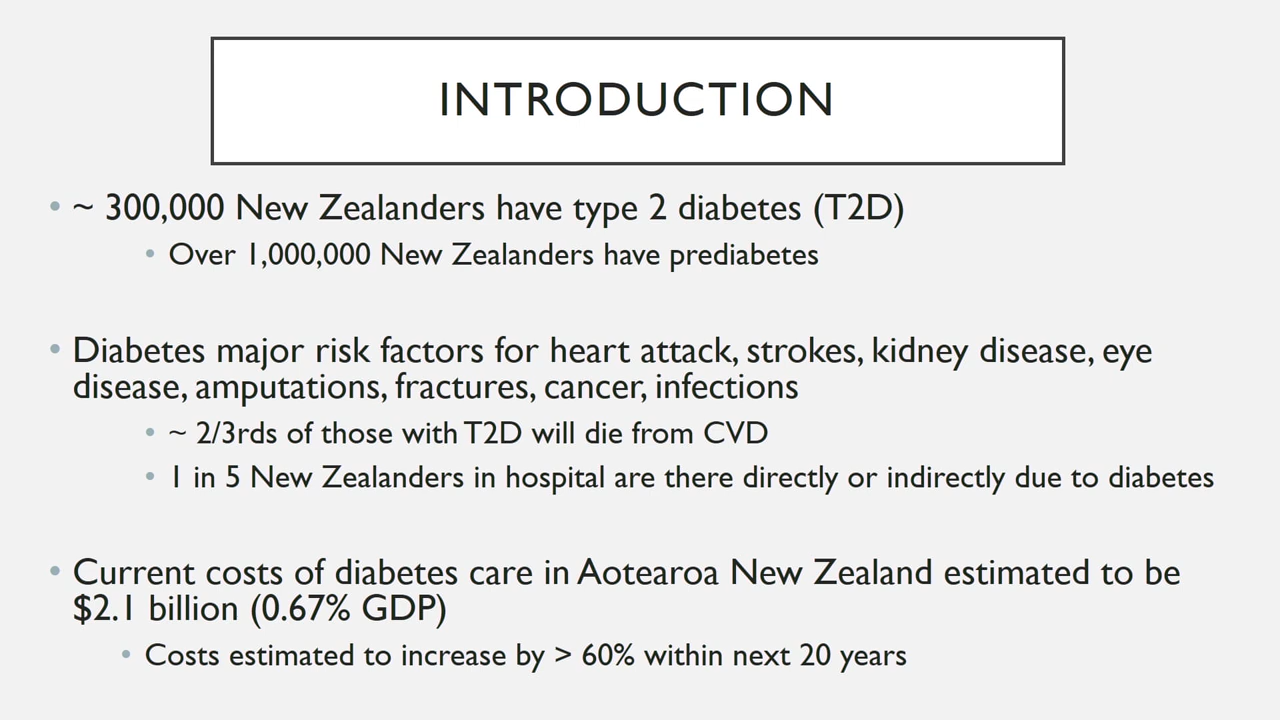 INTRODUCTION
• ~ 300,000 New Zealanders have type 2 diabetes (T2D)
• Over 1,000,000 New Zealanders have prediabetes
• Diabetes major risk factors for heart attack, strokes, kidney disease, eye
disease, amputations, fractures, cancer, infections
• ~ 2/3rds of those with T2D will die from CVD
• 1 in 5 New Zealanders in hospital are there directly or indirectly due to diabetes
• Current costs of diabetes care in Aotearoa New Zealand estimated to be
$2.1 billion (0.67% GDP)
• Costs estimated to increase by > 60% within next 20 years